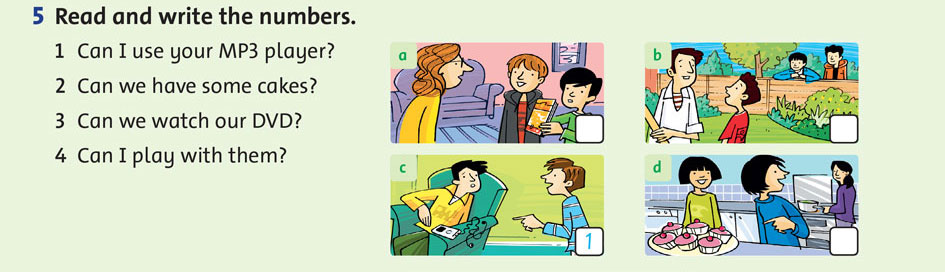 5 Read and write the numbers.
1 Can I use your MP3 player?
2 Can we have some cakes?
3 Can we watch our DVD?
4 Can I play with them?
a
b
c
1
d